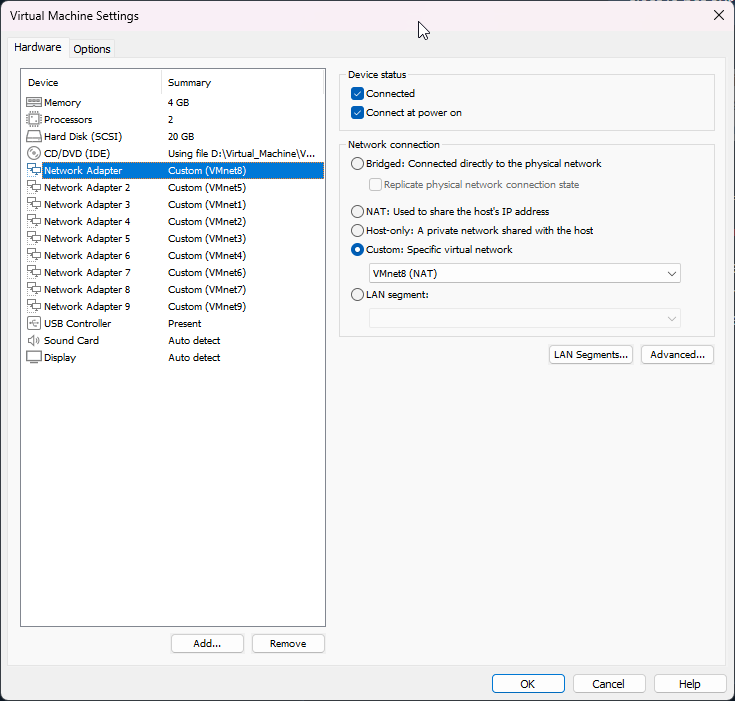 Virtual Machine Settings
Hardware Options
Device Summary
Memory 4 GB
Processors 2
Hard Disk (SCSI) 20 GB
CD/DVD (IDE) Using file D:\Virtual_Machine\V...
Network Adapter Custom (VMnet8)
Network Adapter 2 Custom (VMnet5)
Network Adapter 3 Custom (VMnet1)
Network Adapter 4 Custom (VMnet2)
Network Adapter 5 Custom (VMnet3)
Network Adapter 6 Custom (VMnet4)
Network Adapter 7 Custom (VMnet6)
Network Adapter 8 Custom (VMnet7)
Network Adapter 9 Custom (VMnet9)
USB Controller Present
Sound Card Auto detect
Display Auto detect
Add... Remove
Device status
Connected
Connect at power on
Network connection
Bridged: Connected directly to the physical network
Replicate physical network connection state
NAT: Used to share the host's IP address
Host-only: A private network shared with the host
Custom: Specific virtual network
VMnet8 (NAT)
LAN segment:
LAN Segments... Advanced...
OK Cancel Help